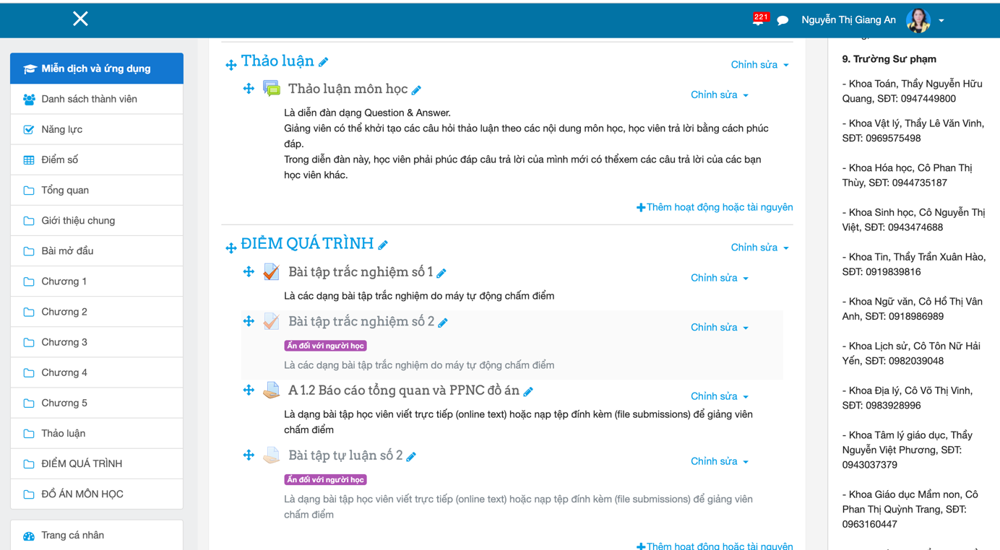 221
Nguyễn Thị Giang An
Miễn dịch và ứng dụng
Danh sách thành viên
Năng lực
Điểm số
Tổng quan
Giới thiệu chung
Bài mở đầu
Chương 1
Chương 2
Chương 3
Chương 4
Chương 5
Thảo luận
ĐIỂM QUÁ TRÌNH
ĐỒ ÁN MÔN HỌC
Trang cá nhân
Thảo luận
Chỉnh sửa
Thảo luận môn học
Chỉnh sửa
Là diễn đàn dạng Question & Answer.
Giảng viên có thể khởi tạo các câu hỏi thảo luận theo các nội dung môn học, học viên trả lời bằng cách phúc
đáp.
Trong diễn đàn này, học viên phải phúc đáp câu trả lời của mình mới có thểxem các câu trả lời của các bạn
học viên khác.
Thêm hoạt động hoặc tài nguyên
ĐIỂM QUÁ TRÌNH
Chỉnh sửa
Bài tập trắc nghiệm số 1
Chỉnh sửa
Là các dạng bài tập trắc nghiệm do máy tự động chấm điểm
Bài tập trắc nghiệm số 2
Chỉnh sửa
Ẩn đối với người học
Là các dạng bài tập trắc nghiệm do máy tự động chấm điểm
A 1.2 Báo cáo tổng quan và PPNC đồ án
Chỉnh sửa
Là dạng bài tập học viên viết trực tiếp (online text) hoặc nạp tệp đính kèm (file submissions) để giảng viên
chấm điểm
Bài tập tự luận số 2
Chỉnh sửa
Ẩn đối với người học
Là dạng bài tập học viên viết trực tiếp (online text) hoặc nạp tệp đính kèm (file submissions) để giảng viên
chấm điểm
Thêm hoạt động hoặc tài nguyên
9. Trường Sư phạm
- Khoa Toán, Thầy Nguyễn Hữu
Quang, SĐT: 0947449800
- Khoa Vật lý, Thầy Lê Văn Vinh,
SĐT: 0969575498
- Khoa Hóa học, Cô Phan Thị
Thùy, SĐT: 0944735187
- Khoa Sinh học, Cô Nguyễn Thị
Việt, SĐT: 0943474688
- Khoa Tin, Thầy Trần Xuân Hào,
SĐT: 0919839816
- Khoa Ngữ văn, Cô Hồ Thị Vân
Anh, SĐT: 0918986989
- Khoa Lịch sử, Cô Tôn Nữ Hải
Yến, SĐT: 0982039048
- Khoa Địa lý, Cô Võ Thị Vinh,
SĐT: 0983928996
- Khoa Tâm lý giáo dục, Thầy
Nguyễn Việt Phương, SĐT:
0943037379
- Khoa Giáo dục Mầm non, Cô
Phan Thị Quỳnh Trang, SĐT:
0963160447